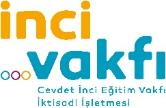 inci
vakfı
Cevdet İnci Eğitim Vakfı
İktisadi İşletmesi